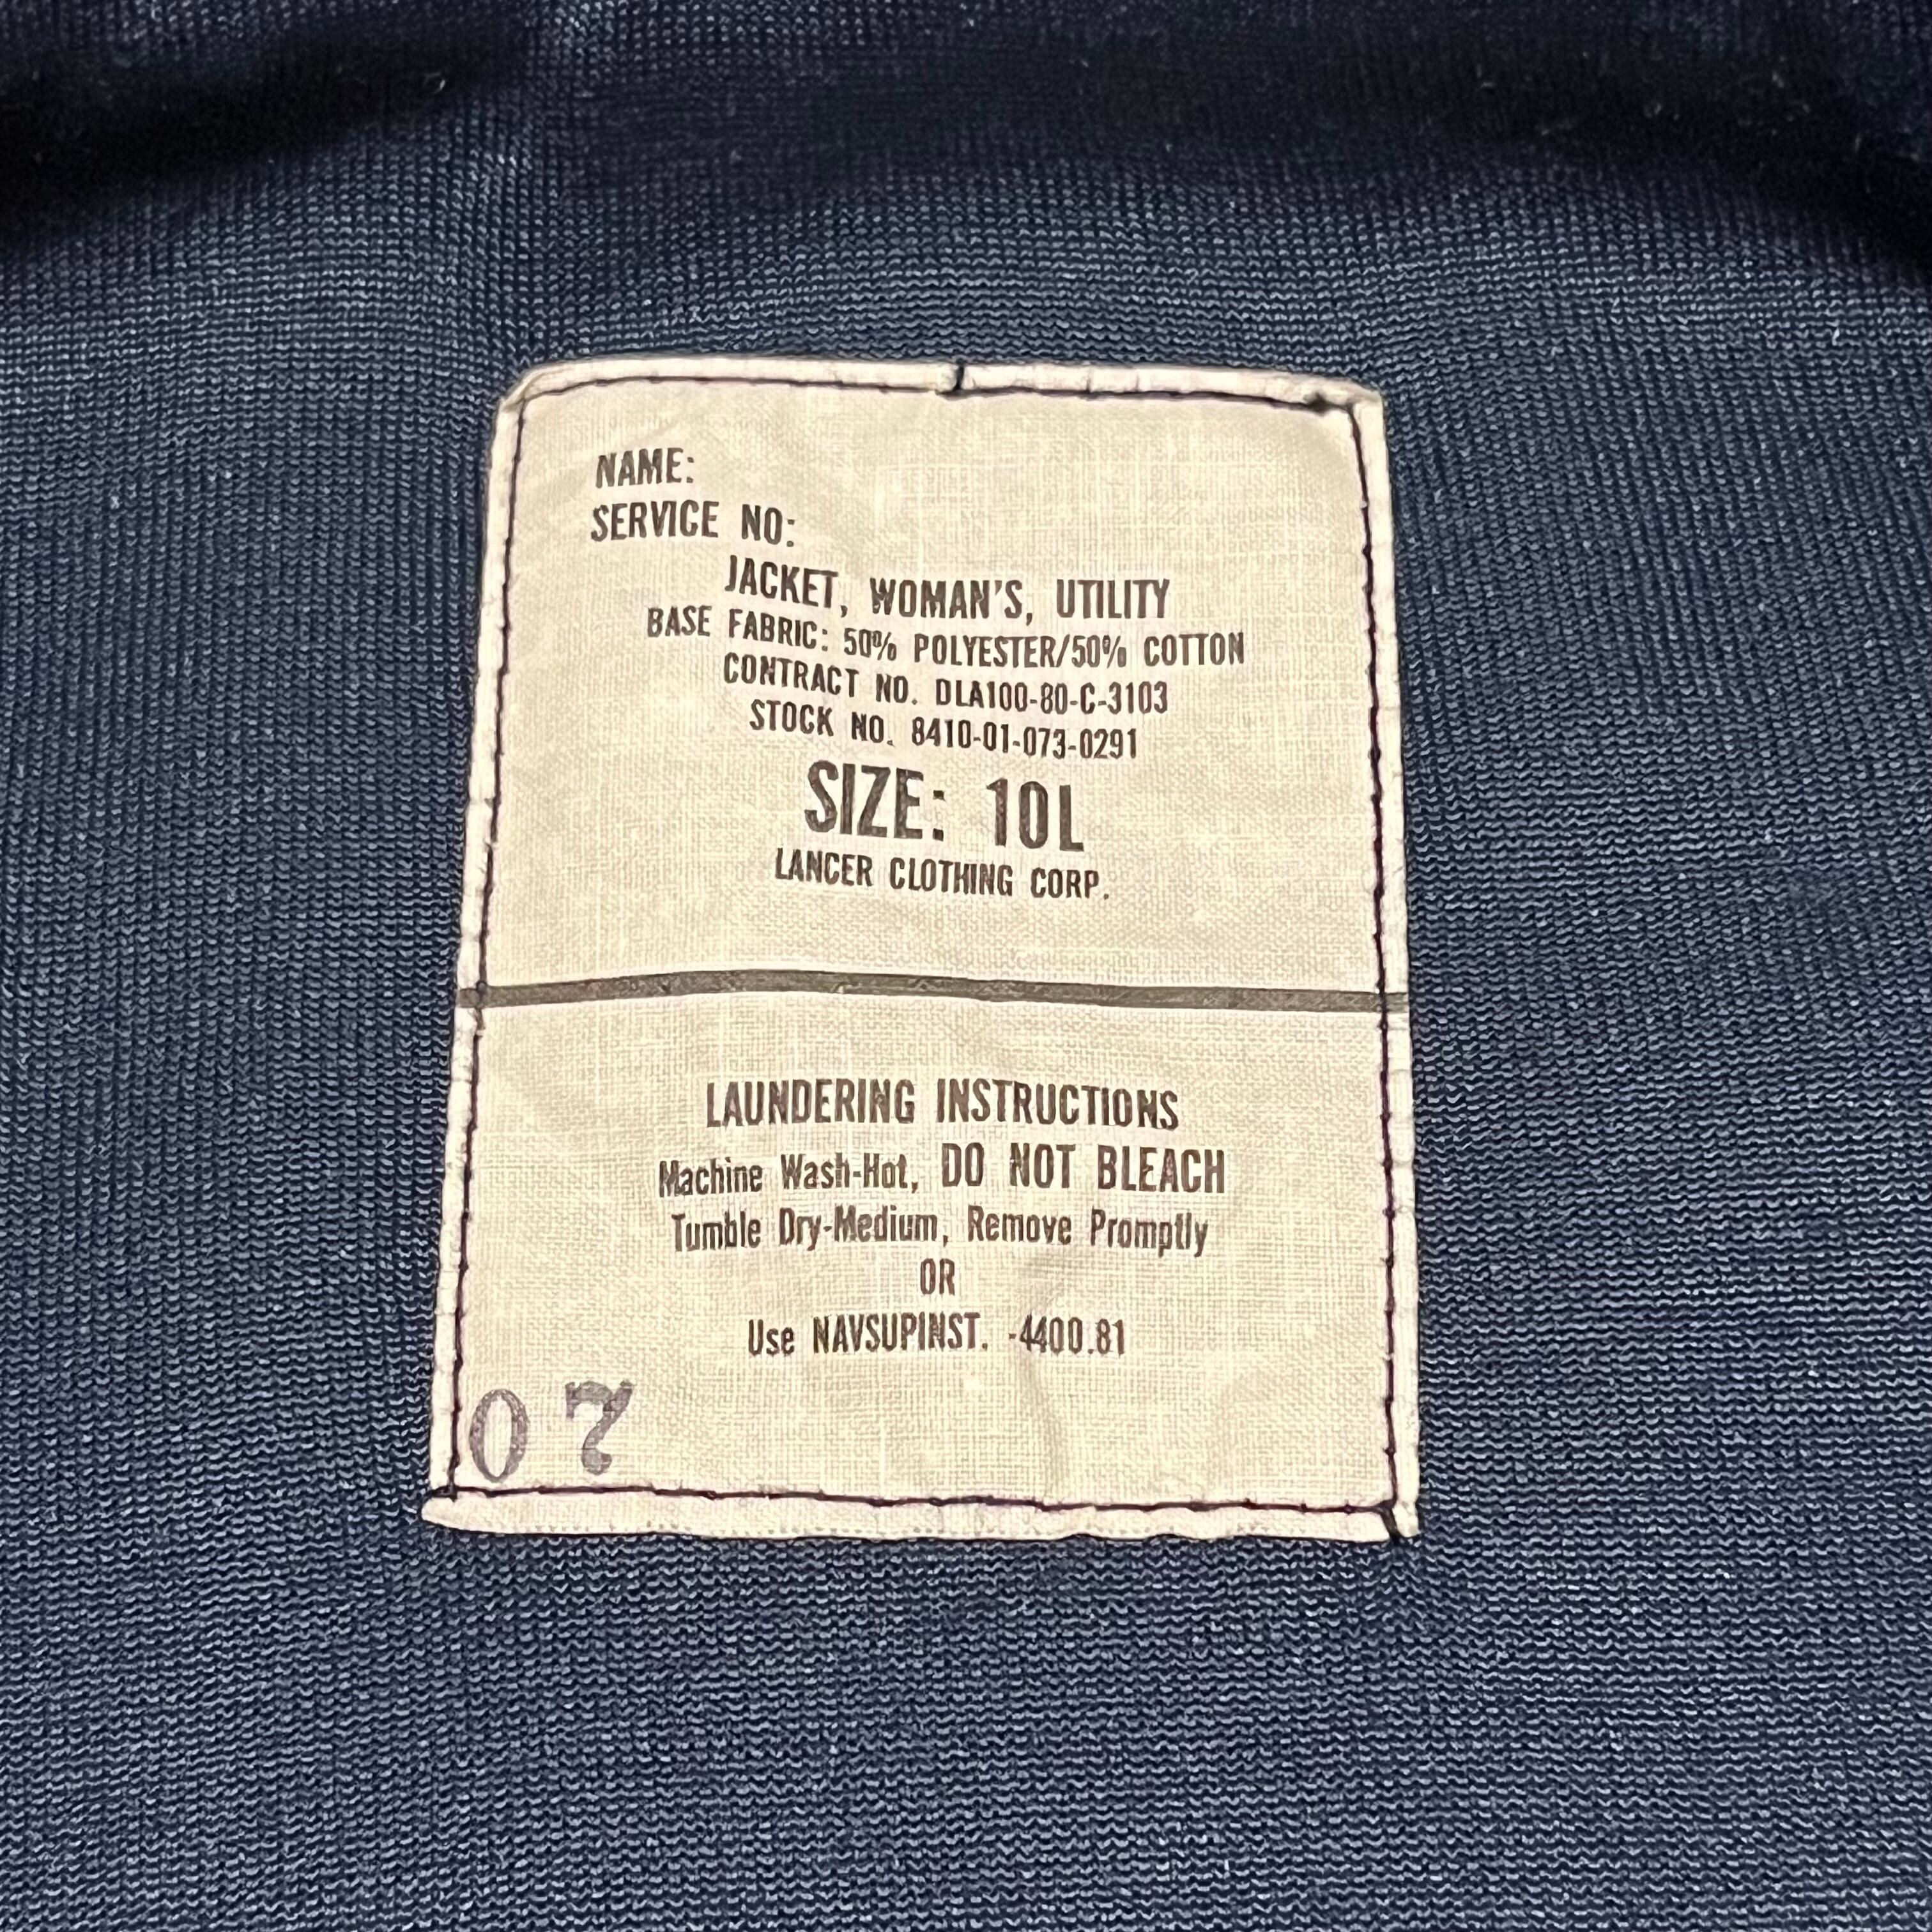 NAME:
SERVICE NO:
JACKET, WOMAN'S, UTILITY
BASE FABRIC: 50% POLYESTER/50% COTTON
CONTRACT NO. DLA100-80-C-3103
STOCK NO. 8410-01-073-0291
SIZE: 10L
LANCER CLOTHING CORP.
LAUNDERING INSTRUCTIONS
Machine Wash-Hot, DO NOT BLEACH
Tumble Dry-Medium, Remove Promptly
OR
Use NAVSUPINST. -4400.81
07